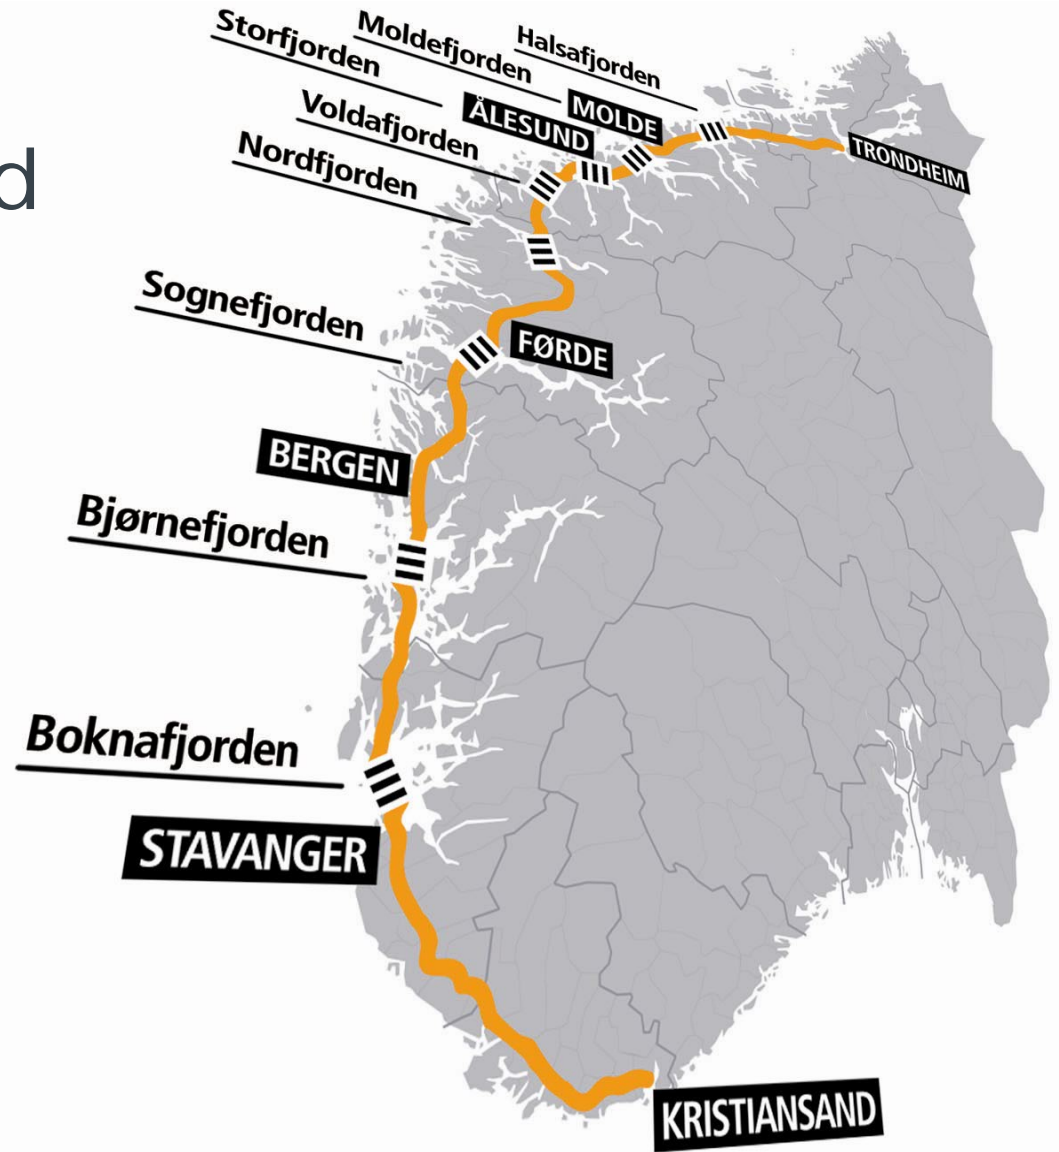 Storfjorden
Moldefjorden
Halsafjorden
Voldafjorden
ÅLESUND
MOLDE
Nordfjorden
TRONDHEIM
d
Sognefjorden
FØRDE
BERGEN
Bjørnefjorden
Boknafjorden
STAVANGER
KRISTIANSAND